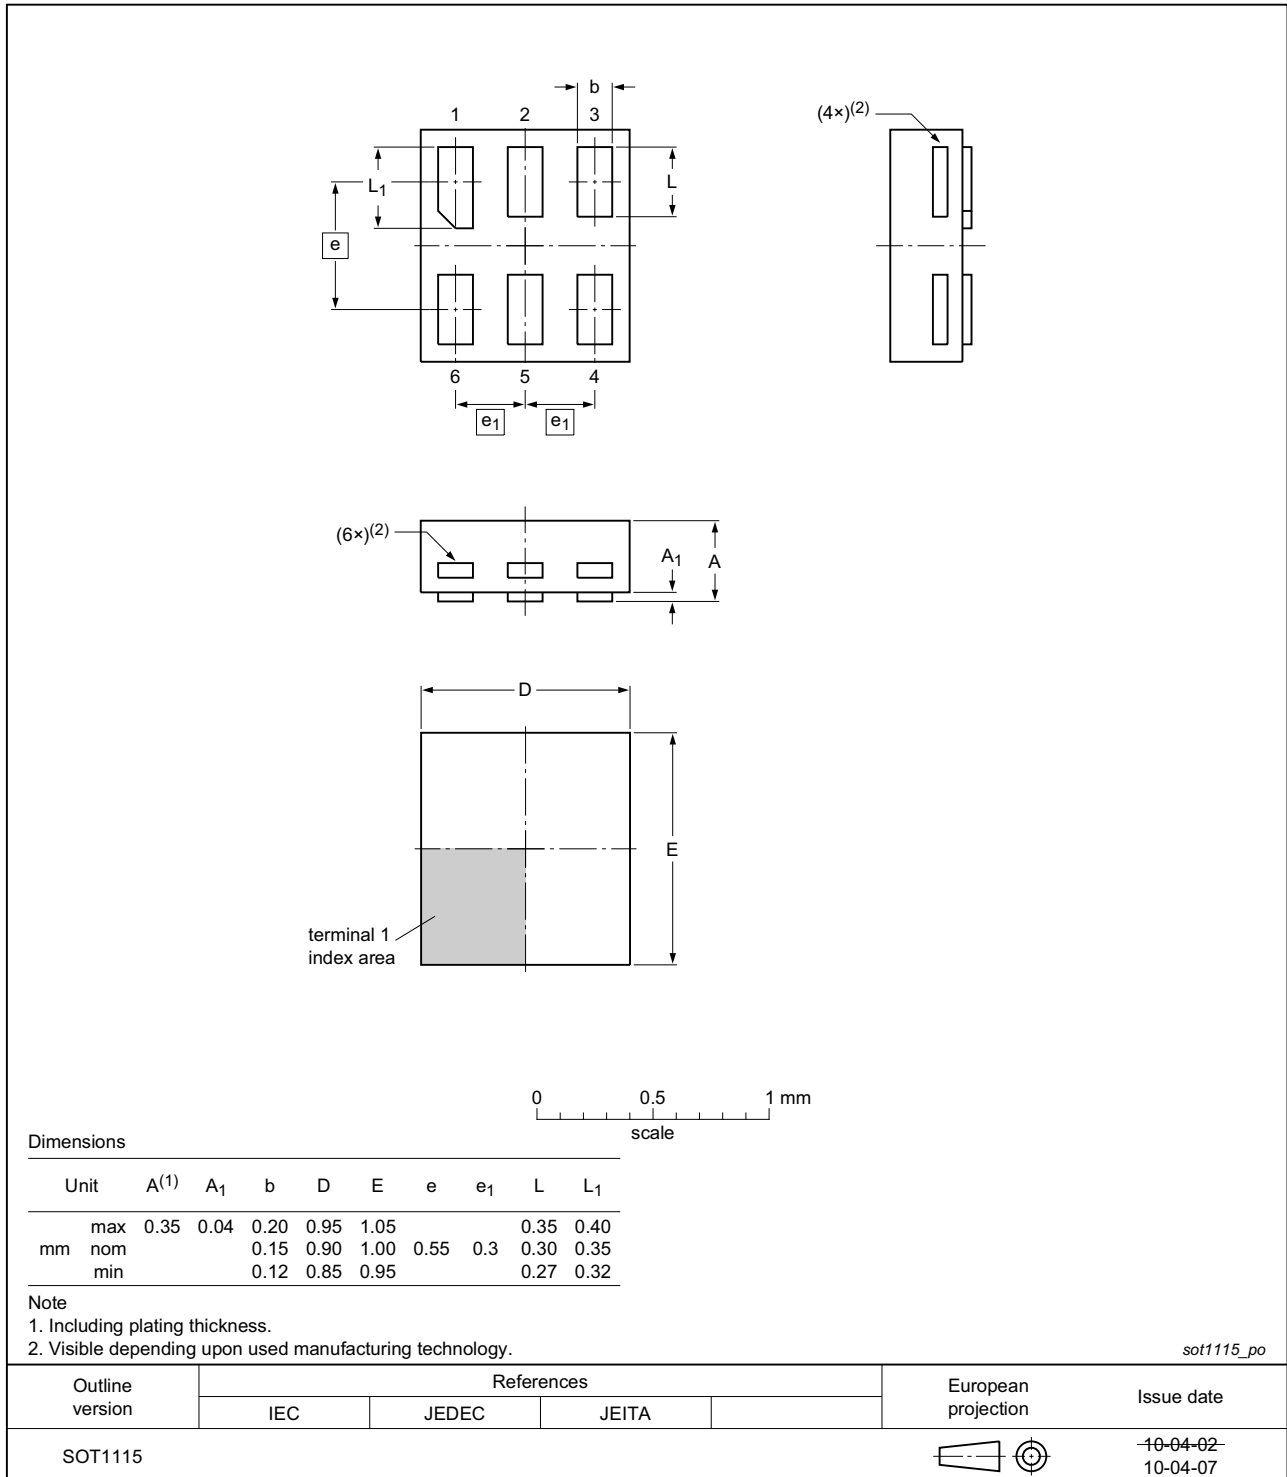 b
1 2 3
(4×)(2)
L1
L
e
6 5 4
e1 e1
(6×)(2)
A1 A
D
E
terminal 1
index area
0 0.5 1 mm
scale
Dimensions
Unit A(1) A1 b D E e e1 L L1
max 0.35 0.04 0.20 0.95 1.05 0.35 0.40
mm nom 0.15 0.90 1.00 0.55 0.3 0.30 0.35
min 0.12 0.85 0.95 0.27 0.32
Note
1. Including plating thickness.
2. Visible depending upon used manufacturing technology.
sot1115_po
Outline
version
References
IEC JEDEC JEITA
European
projection
Issue date
SOT1115
10-04-02
10-04-07